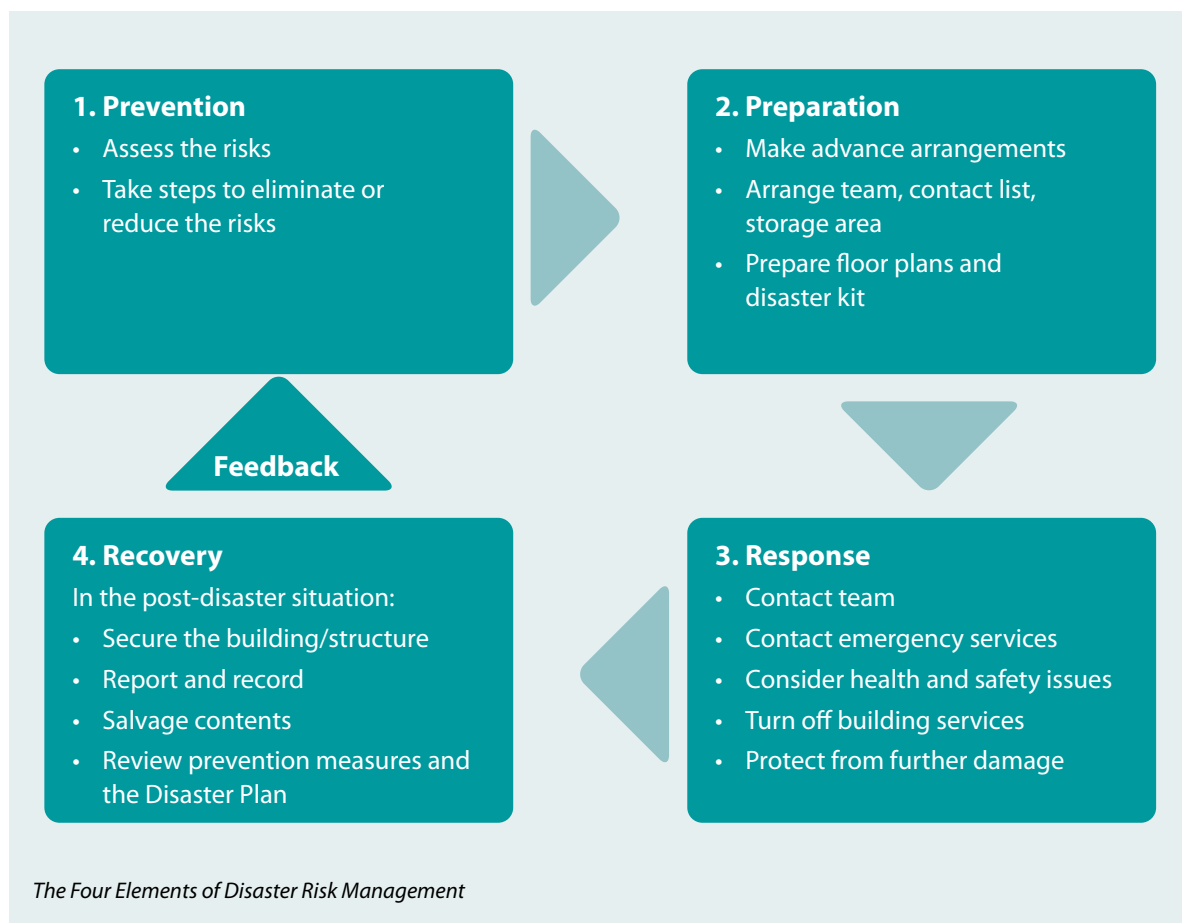 1. Prevention
• Assess the risks
• Take steps to eliminate or
reduce the risks
2. Preparation
• Make advance arrangements
• Arrange team, contact list,
storage area
• Prepare floor plans and
disaster kit
3. Response
• Contact team
• Contact emergency services
• Consider health and safety issues
• Turn off building services
• Protect from further damage
4. Recovery
In the post-disaster situation:
• Secure the building/structure
• Report and record
• Salvage contents
• Review prevention measures and
the Disaster Plan
Feedback
The Four Elements of Disaster Risk Management